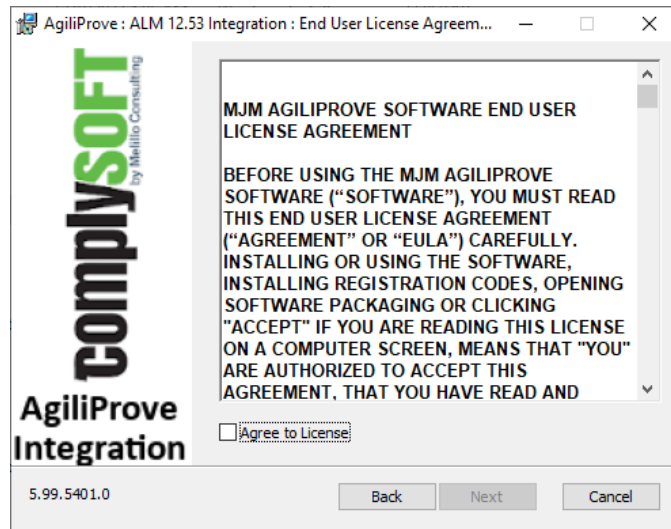 AgiliProve : ALM 12.53 Integration : End User License Agreem...
complySOFT
by Melillo Consulting
AgiliProve
Integration
MJM AGILIPROVE SOFTWARE END USER
LICENSE AGREEMENT
BEFORE USING THE MJM AGILIPROVE
SOFTWARE (“SOFTWARE”), YOU MUST READ
THIS END USER LICENSE AGREEMENT
(“AGREEMENT” OR “EULA”) CAREFULLY.
INSTALLING OR USING THE SOFTWARE,
INSTALLING REGISTRATION CODES, OPENING
SOFTWARE PACKAGING OR CLICKING
"ACCEPT" IF YOU ARE READING THIS LICENSE
ON A COMPUTER SCREEN, MEANS THAT "YOU"
ARE AUTHORIZED TO ACCEPT THIS
AGREEMENT, THAT YOU HAVE READ AND
Agree to License
5.99.5401.0
Back
Next
Cancel